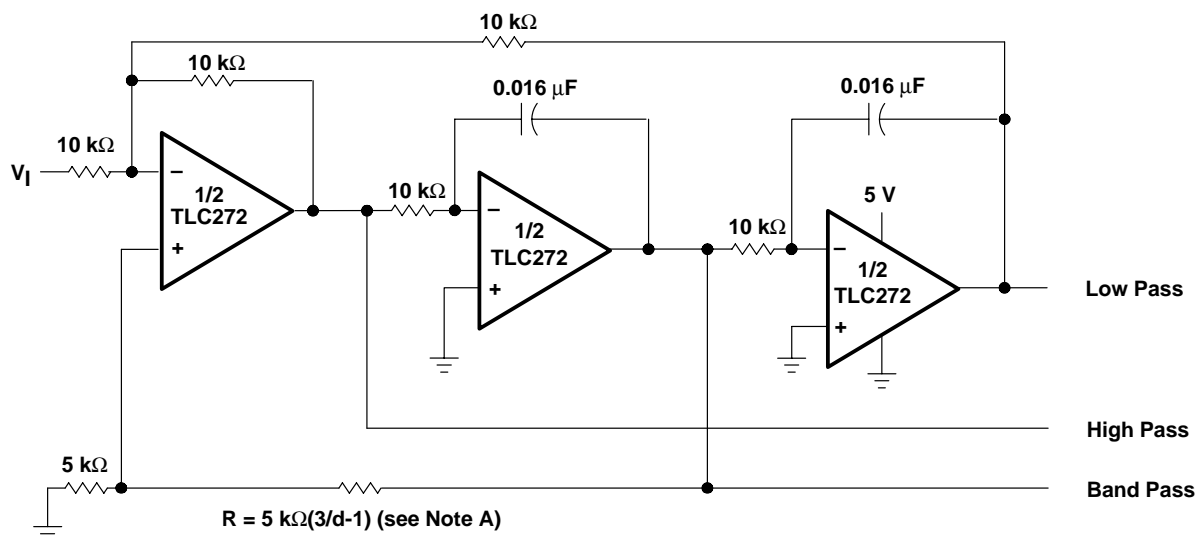 10 kΩ
10 kΩ
0.016 μF
0.016 μF
10 kΩ
VI
−
1/2
TLC272
+
10 kΩ
−
1/2
TLC272
+
5 V
10 kΩ
−
1/2
TLC272
+
Low Pass
High Pass
5 kΩ
Band Pass
R = 5 kΩ(3/d-1) (see Note A)